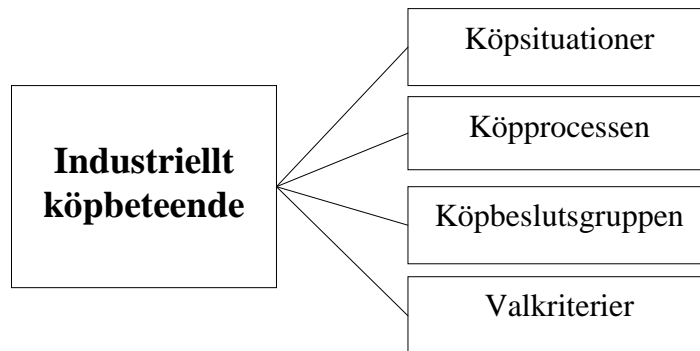 Industriellt
köpbeteende
Köpsituationer
Köpprocessen
Köpbeslutsgruppen
Valkriterier